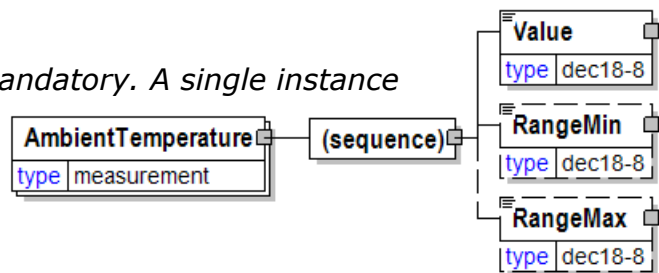 Value
type dec18-8
andatory. A single instance
AmbientTemperature
type measurement
(sequence)
RangeMin
type dec18-8
RangeMax
type dec18-8